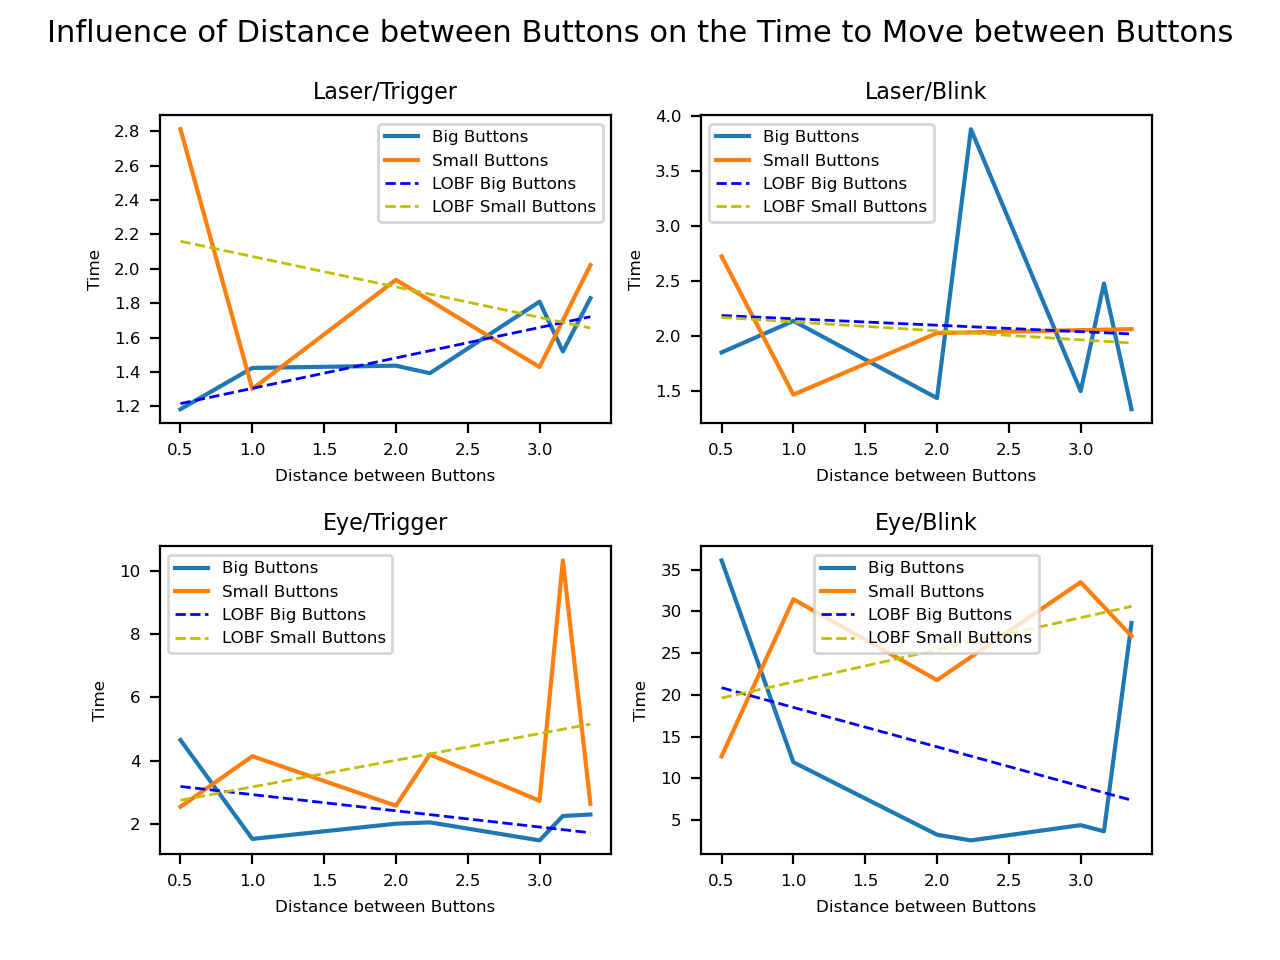 Influence of Distance between Buttons on the Time to Move between Buttons
Laser/Trigger
Big Buttons
Small Buttons
LOBF Big Buttons
LOBF Small Buttons
2.8
2.6
2.4
2.2
2.0
1.8
1.6
1.4
1.2
Time
0.5 1.0 1.5 2.0 2.5 3.0
Distance between Buttons
Laser/Blink
Big Buttons
Small Buttons
LOBF Big Buttons
LOBF Small Buttons
4.0
3.5
3.0
2.5
2.0
1.5
Time
0.5 1.0 1.5 2.0 2.5 3.0
Distance between Buttons
Eye/Trigger
Big Buttons
Small Buttons
LOBF Big Buttons
LOBF Small Buttons
10
8
6
4
2
Time
0.5 1.0 1.5 2.0 2.5 3.0
Distance between Buttons
Eye/Blink
Big Buttons
Small Buttons
LOBF Big Buttons
LOBF Small Buttons
35
30
25
20
15
10
5
Time
0.5 1.0 1.5 2.0 2.5 3.0
Distance between Buttons